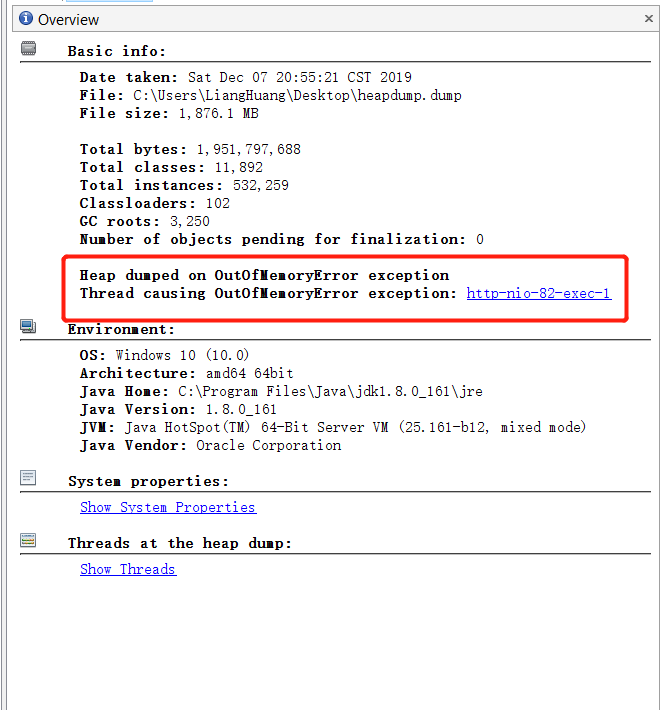 Overview
Basic info:
Date taken: Sat Dec 07 20:55:21 CST 2019
File: C:\Users\LiangHuang\Desktop\heapdump.dump
File size: 1,876.1 MB
Total bytes: 1,951,797,688
Total classes: 11,892
Total instances: 532,259
Classloaders: 102
GC roots: 3,250
Number of objects pending for finalization: 0
Heap dumped on OutOfMemoryError exception
Thread causing OutOfMemoryError exception: http-nio-82-exec-1
Environment:
OS: Windows 10 (10.0)
Architecture: amd64 64bit
Java Home: C:\Program Files\Java\jdk1.8.0_161\jre
Java Version: 1.8.0_161
JVM: Java HotSpot(TM) 64-Bit Server VM (25.161-b12, mixed mode)
Java Vendor: Oracle Corporation
System properties:
Show System Properties
Threads at the heap dump:
Show Threads